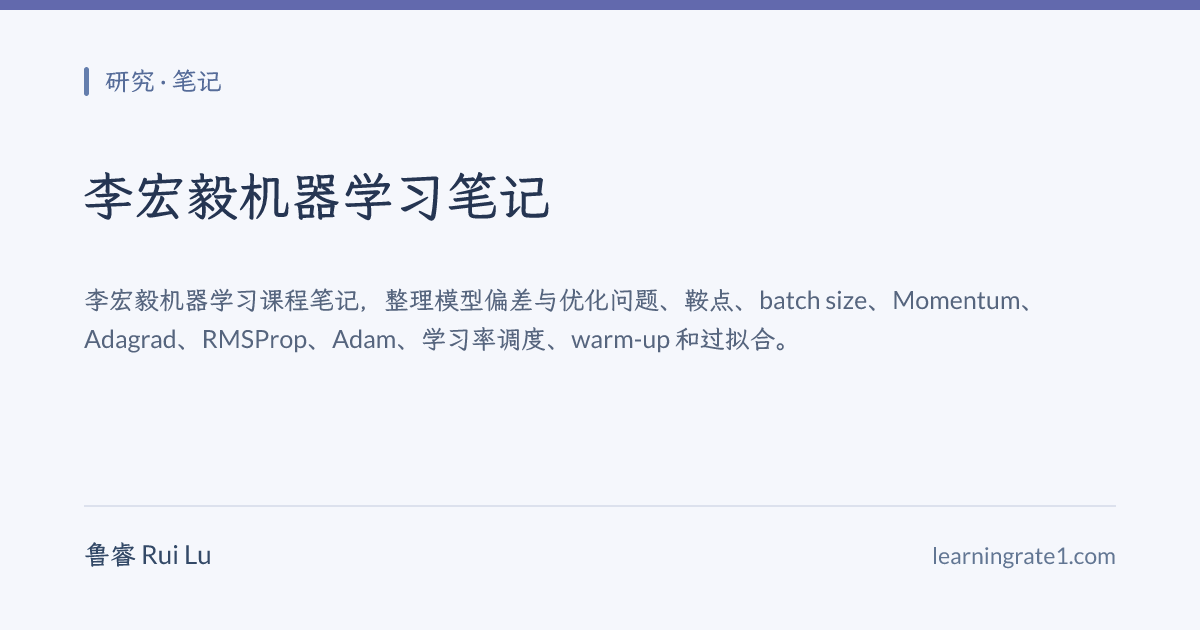 研究 · 笔记
李宏毅机器学习笔记
李宏毅机器学习课程笔记，整理模型偏差与优化问题、鞍点、batch size、Momentum、
Adagrad、RMSProp、Adam、学习率调度、warm-up 和过拟合。
鲁睿 Rui Lu
learningrate1.com